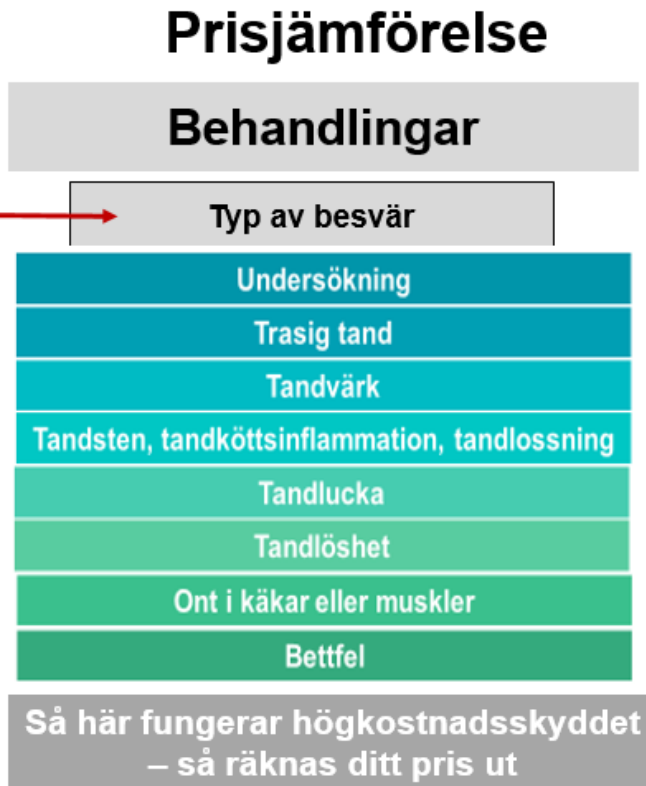 Prisjämförelse
Behandlingar
Typ av besvär
Undersökning
Trasig tand
Tandvärk
Tandsten, tandköttsinflammation, tandlossning
Tandlucka
Tandlöshet
Ont i käkar eller muskler
Bettfel
Så här fungerar högkostnadsskyddet
– så räknas ditt pris ut